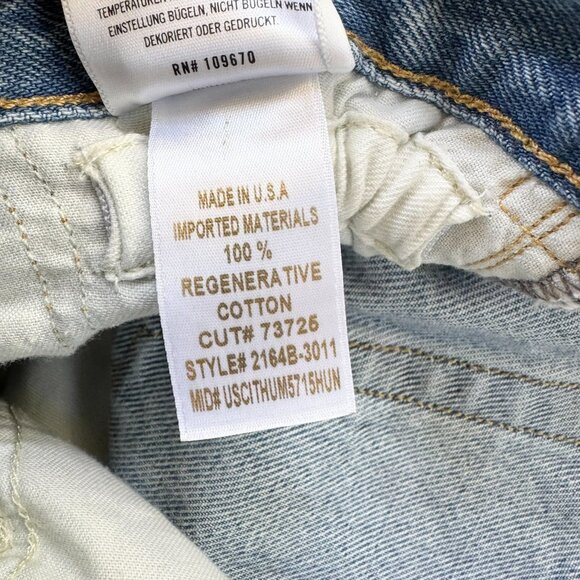 TEMPERATUREN
EINSTELLUNG BÜGELN, NICHT BÜGELN WENN
DEKORIERT ODER GEDRUCKT.
RN# 109670
MADE IN U.S.A
IMPORTED MATERIALS
100 %
REGENERATIVE
COTTON
CUT# 73725
STYLE# 2164B-3011
MID# USCITHUM5715HUN